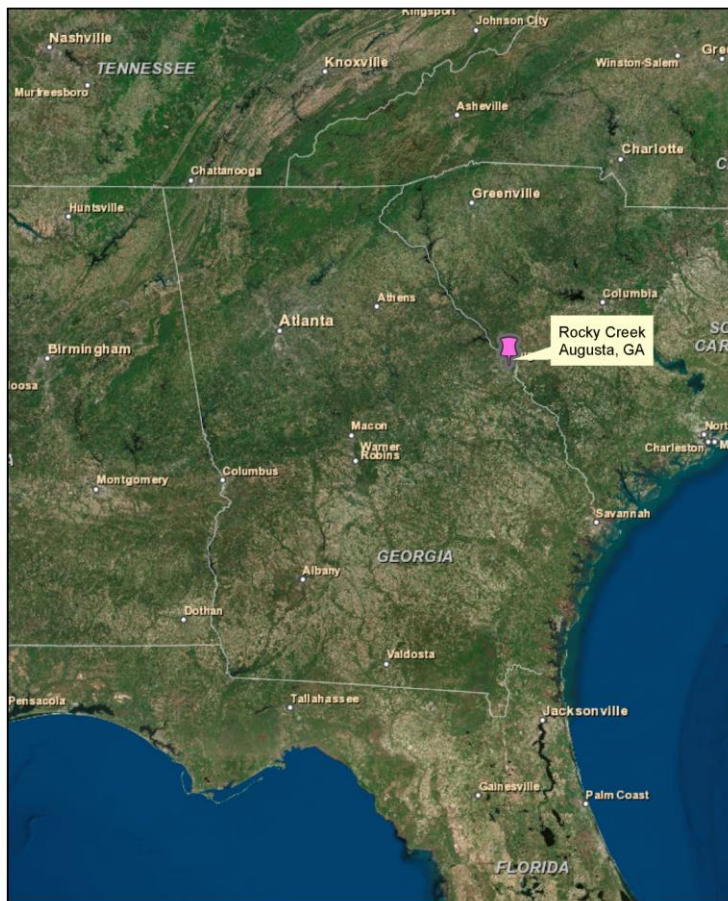 Kingsport
Johnson City
Nashville
TENNESSEE
Knoxville
Winston-Salem
Murfreesboro
Asheville
Charlotte
Chattanooga
Greenville
Huntsville
Athens
Columbia
Atlanta
Rocky Creek
Augusta, GA
Birmingham
Macon
Warner
Robins
Charleston
Columbus
Montgomery
Savannah
GEORGIA
Albany
Dothan
Valdosta
Pensacola
Tallahassee
Jacksonville
Gainesville
Palm Coast
FLORIDA